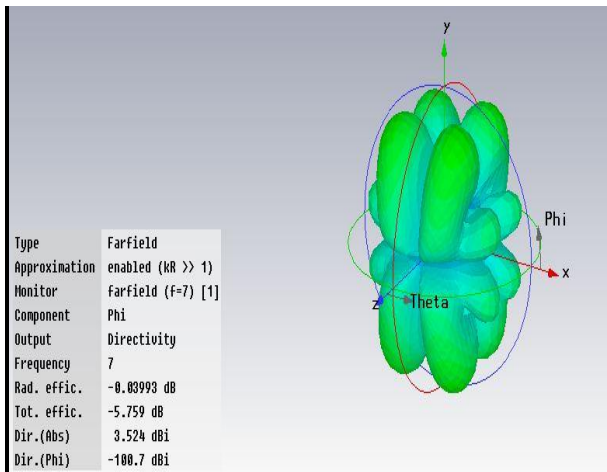 y
Phi
x
z
Theta
Type Farfield
Approximation enabled (kR >> 1)
Monitor farfield (f=7) [1]
Component Phi
Output Directivity
Frequency 7
Rad. effic. -0.03993 dB
Tot. effic. -5.759 dB
Dir.(Abs) 3.524 dBi
Dir.(Phi) -100.7 dBi